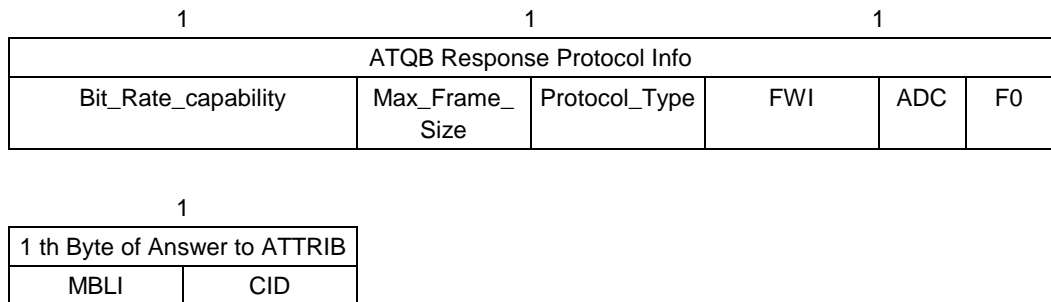 1 1 1
ATQB Response Protocol Info
Bit_Rate_capability Max_Frame_ Protocol_Type FWI ADC F0
Size
1
1 th Byte of Answer to ATTRIB
MBLI CID